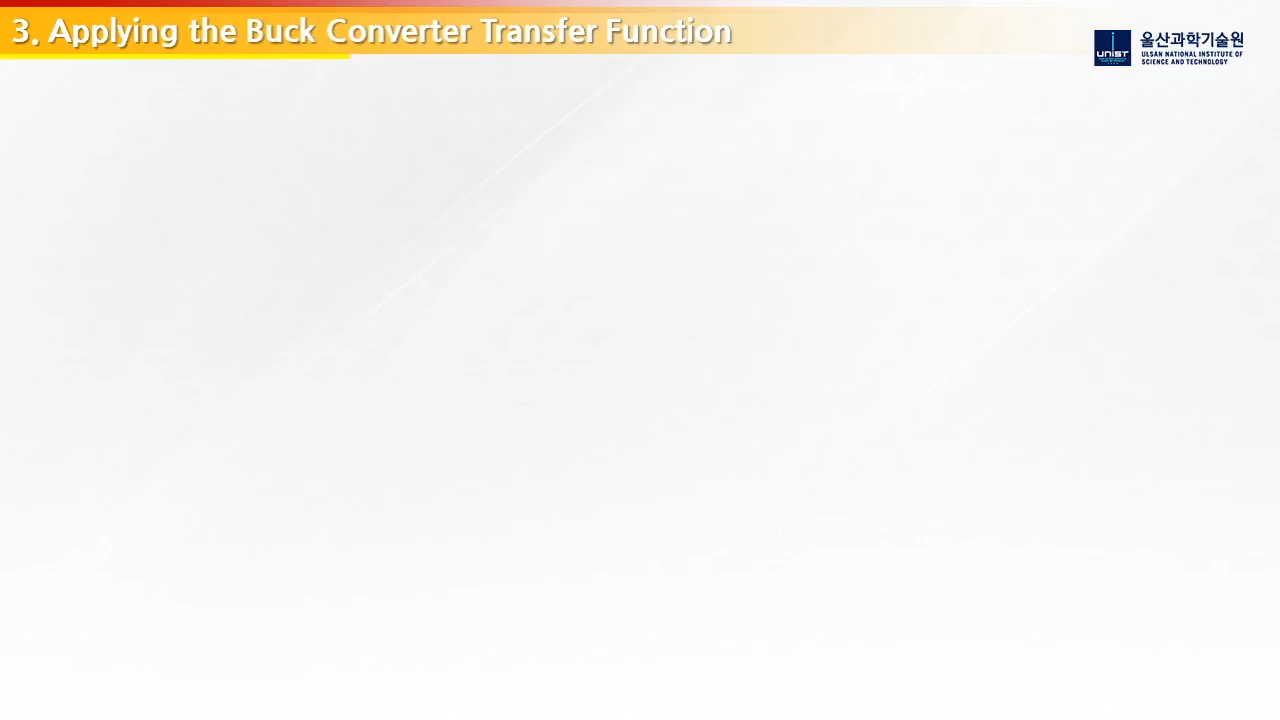 3. Applying the Buck Converter Transfer Function
UNIST
울산과학기술원
ULSAN NATIONAL INSTITUTE OF
SCIENCE AND TECHNOLOGY